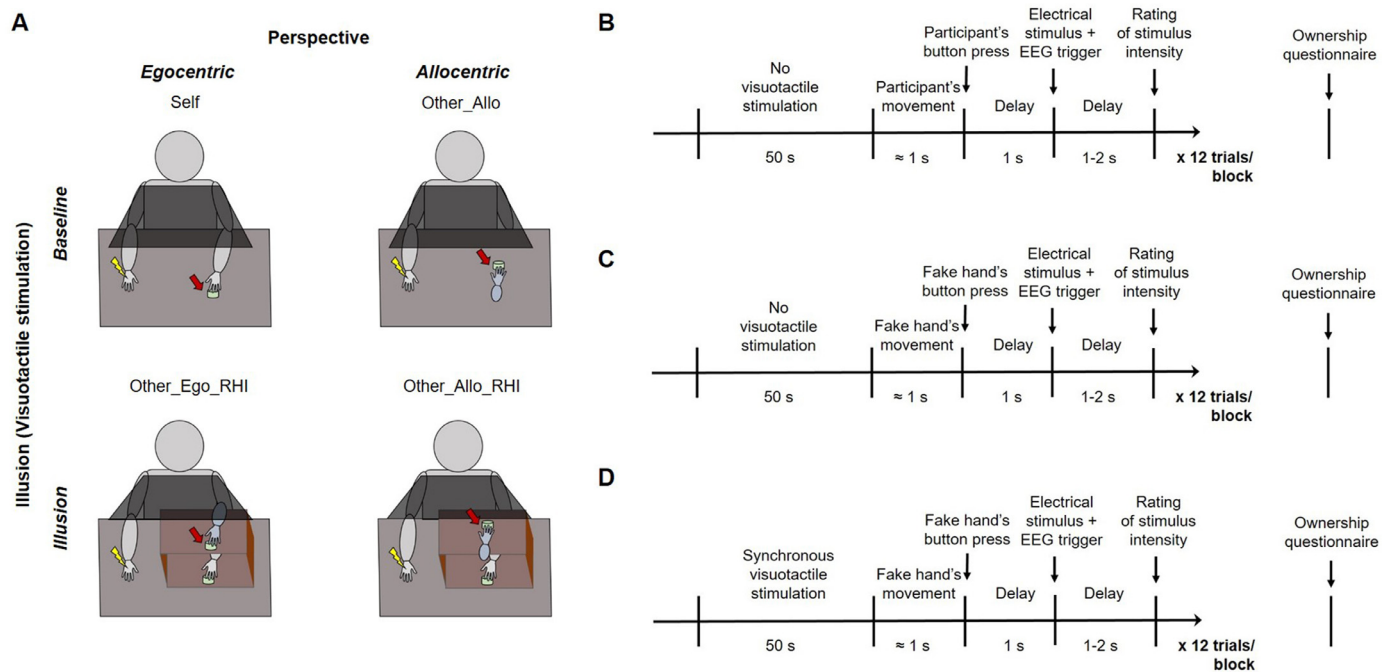 A
Perspective
Egocentric
Allocentric
Self
Other_Allo
Illusion (Visuotactile stimulation)
Baseline
Other_Ego_RHI
Other_Allo_RHI
Illusion
B
No
visuotactile
stimulation
Participant's
movement
Participant's
button press
Delay
Electrical
stimulus +
EEG trigger
Delay
Rating
of stimulus
intensity
Ownership
questionnaire
50 s
≈ 1 s
1 s
1-2 s
x 12 trials/
block
C
No
visuotactile
stimulation
Fake hand's
movement
Fake hand's
button press
Delay
Electrical
stimulus +
EEG trigger
Delay
Rating
of stimulus
intensity
Ownership
questionnaire
50 s
≈ 1 s
1 s
1-2 s
x 12 trials/
block
D
Synchronous
visuotactile
stimulation
Fake hand's
movement
Fake hand's
button press
Delay
Electrical
stimulus +
EEG trigger
Delay
Rating
of stimulus
intensity
Ownership
questionnaire
50 s
≈ 1 s
1 s
1-2 s
x 12 trials/
block